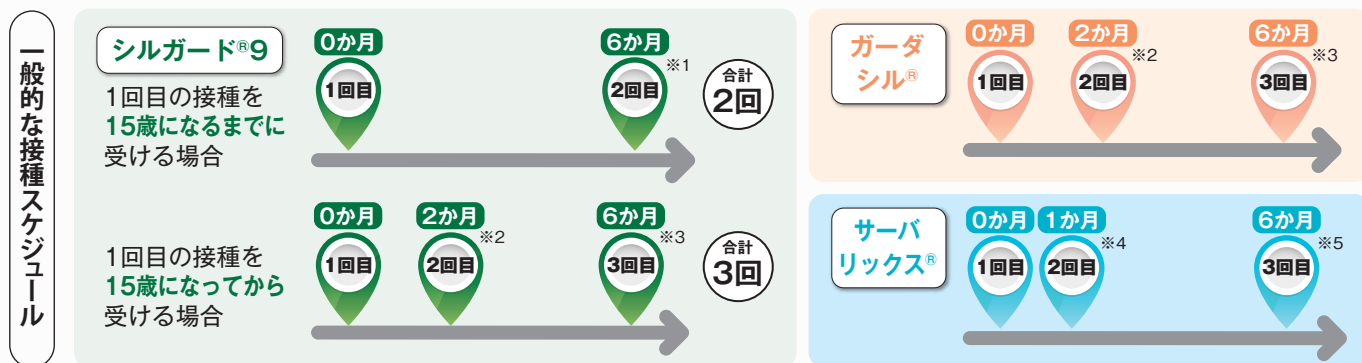 一般的な接種スケジュール
シルガード®9
1回目の接種を
15歳になるまでに
受ける場合
0か月
1回目
6か月
※1
2回目
合計
2回
1回目の接種を
15歳になってから
受ける場合
0か月
1回目
2か月
※2
2回目
6か月
※3
3回目
合計
3回
ガーダ
シル®
0か月
1回目
2か月
※2
2回目
6か月
※3
3回目
サーバ
リックス®
0か月
1回目
1か月
※4
2回目
6か月
※5
3回目